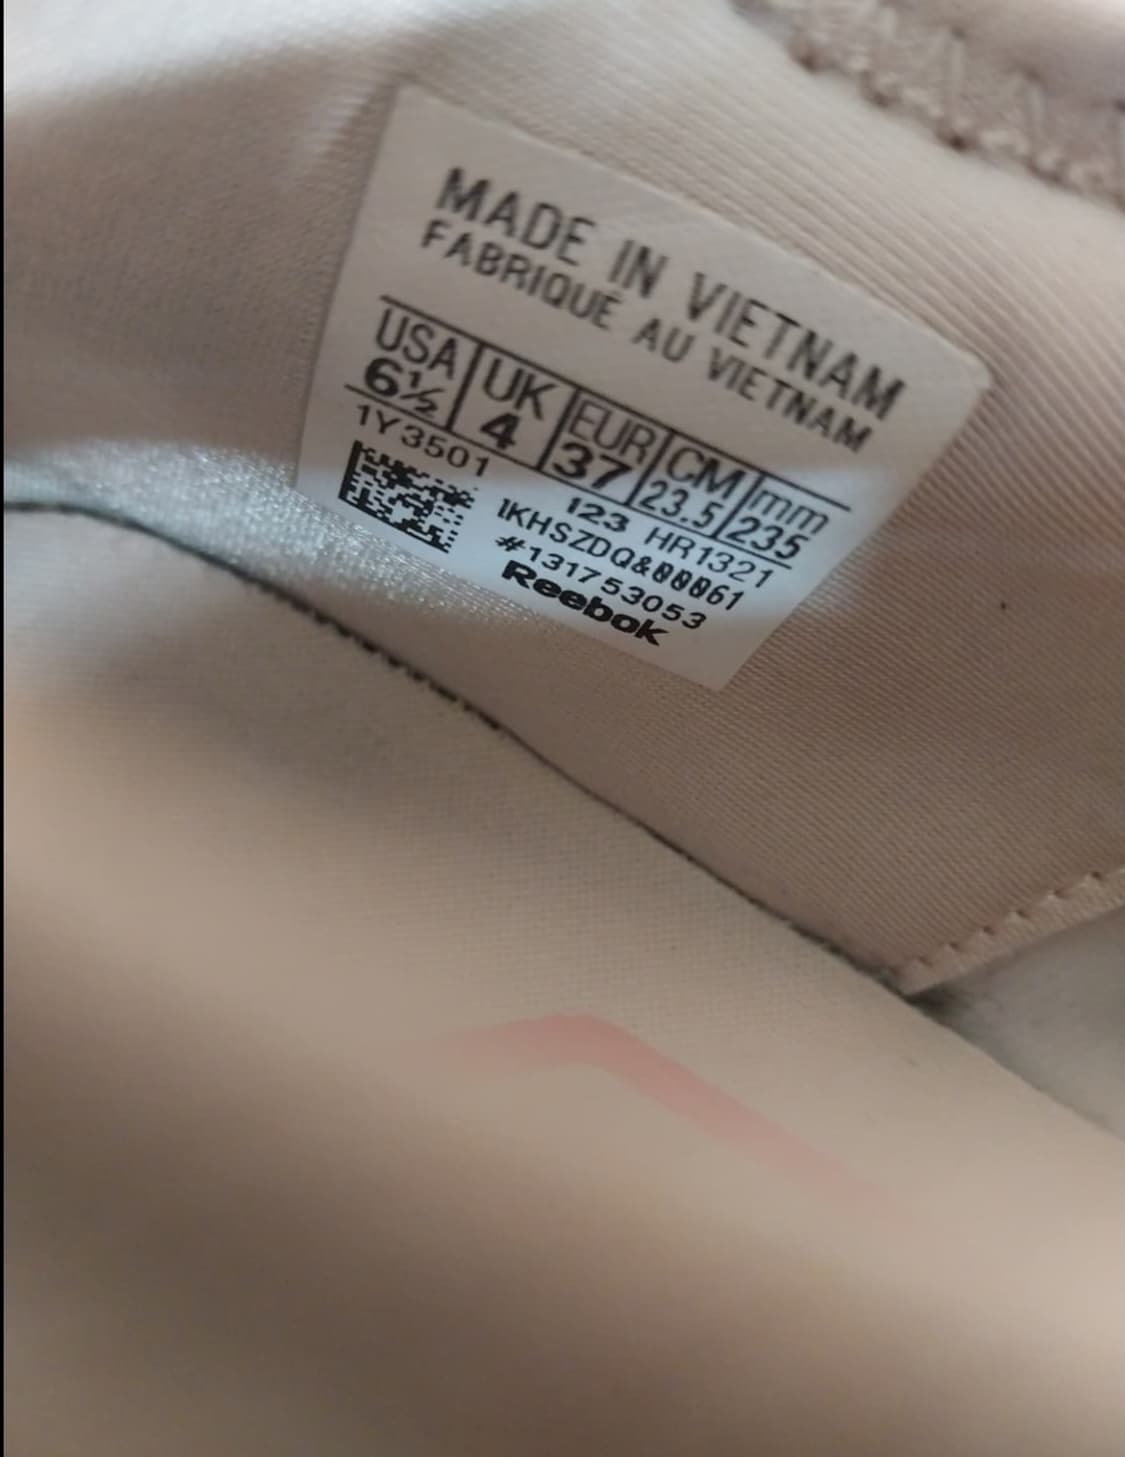 MADE IN VIETNAM
FABRIQUÉ AU VIETNAM
USA UK EUR CM mm
6½ 4 37 23.5 235
1Y3501 123 HR1321
1KHSZDQ&00061
#131753053
Reebok